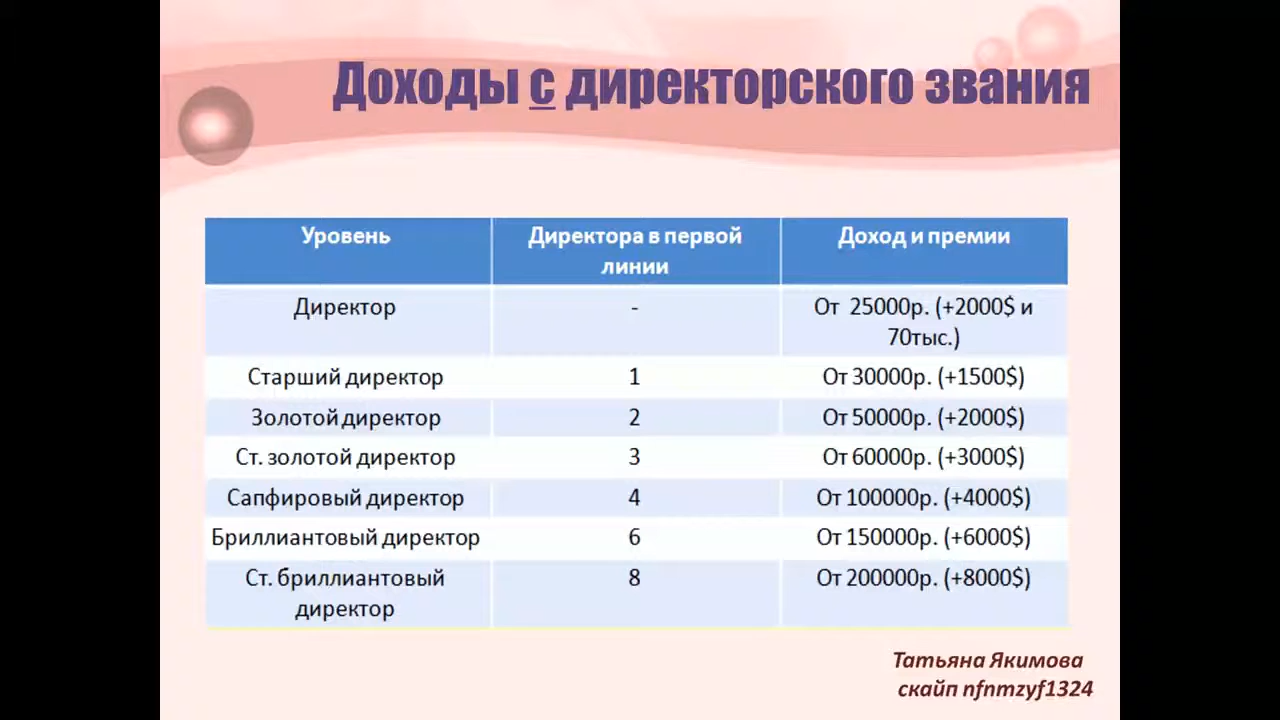 Доходы с директорского звания
Уровень
Директора в первой
линии
Доход и премии
Директор
-
От 25000р. (+2000$ и
70тыс.)
Старший директор
1
От 30000р. (+1500$)
Золотой директор
2
От 50000р. (+2000$)
Ст. золотой директор
3
От 60000р. (+3000$)
Сапфировый директор
4
От 100000р. (+4000$)
Бриллиантовый директор
6
От 150000р. (+6000$)
Ст. бриллиантовый
директор
8
От 200000р. (+8000$)
Татьяна Якимова
скайп nfnmzyf1324